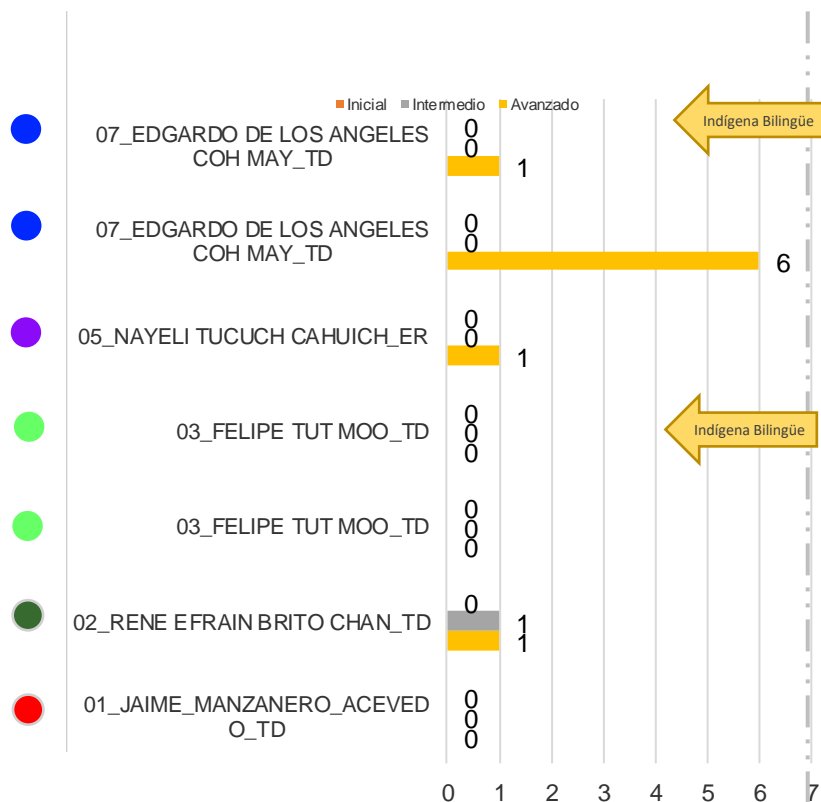 Inicial Intermedio Avanzado
Indígena Bilingüe
07_EDGARDO DE LOS ANGELES
COH MAY_TD
0
0
1
07_EDGARDO DE LOS ANGELES
COH MAY_TD
0
0
6
05_NAYELI TUCUCH CAHUICH_ER
0
0
1
03_FELIPE TUT MOO_TD
0
0
0
Indígena Bilingüe
03_FELIPE TUT MOO_TD
0
0
0
02_RENE EFRAIN BRITO CHAN_TD
0
1
1
01_JAIME_MANZANERO_ACEVED
O_TD
0
0
0
0 1 2 3 4 5 6 7